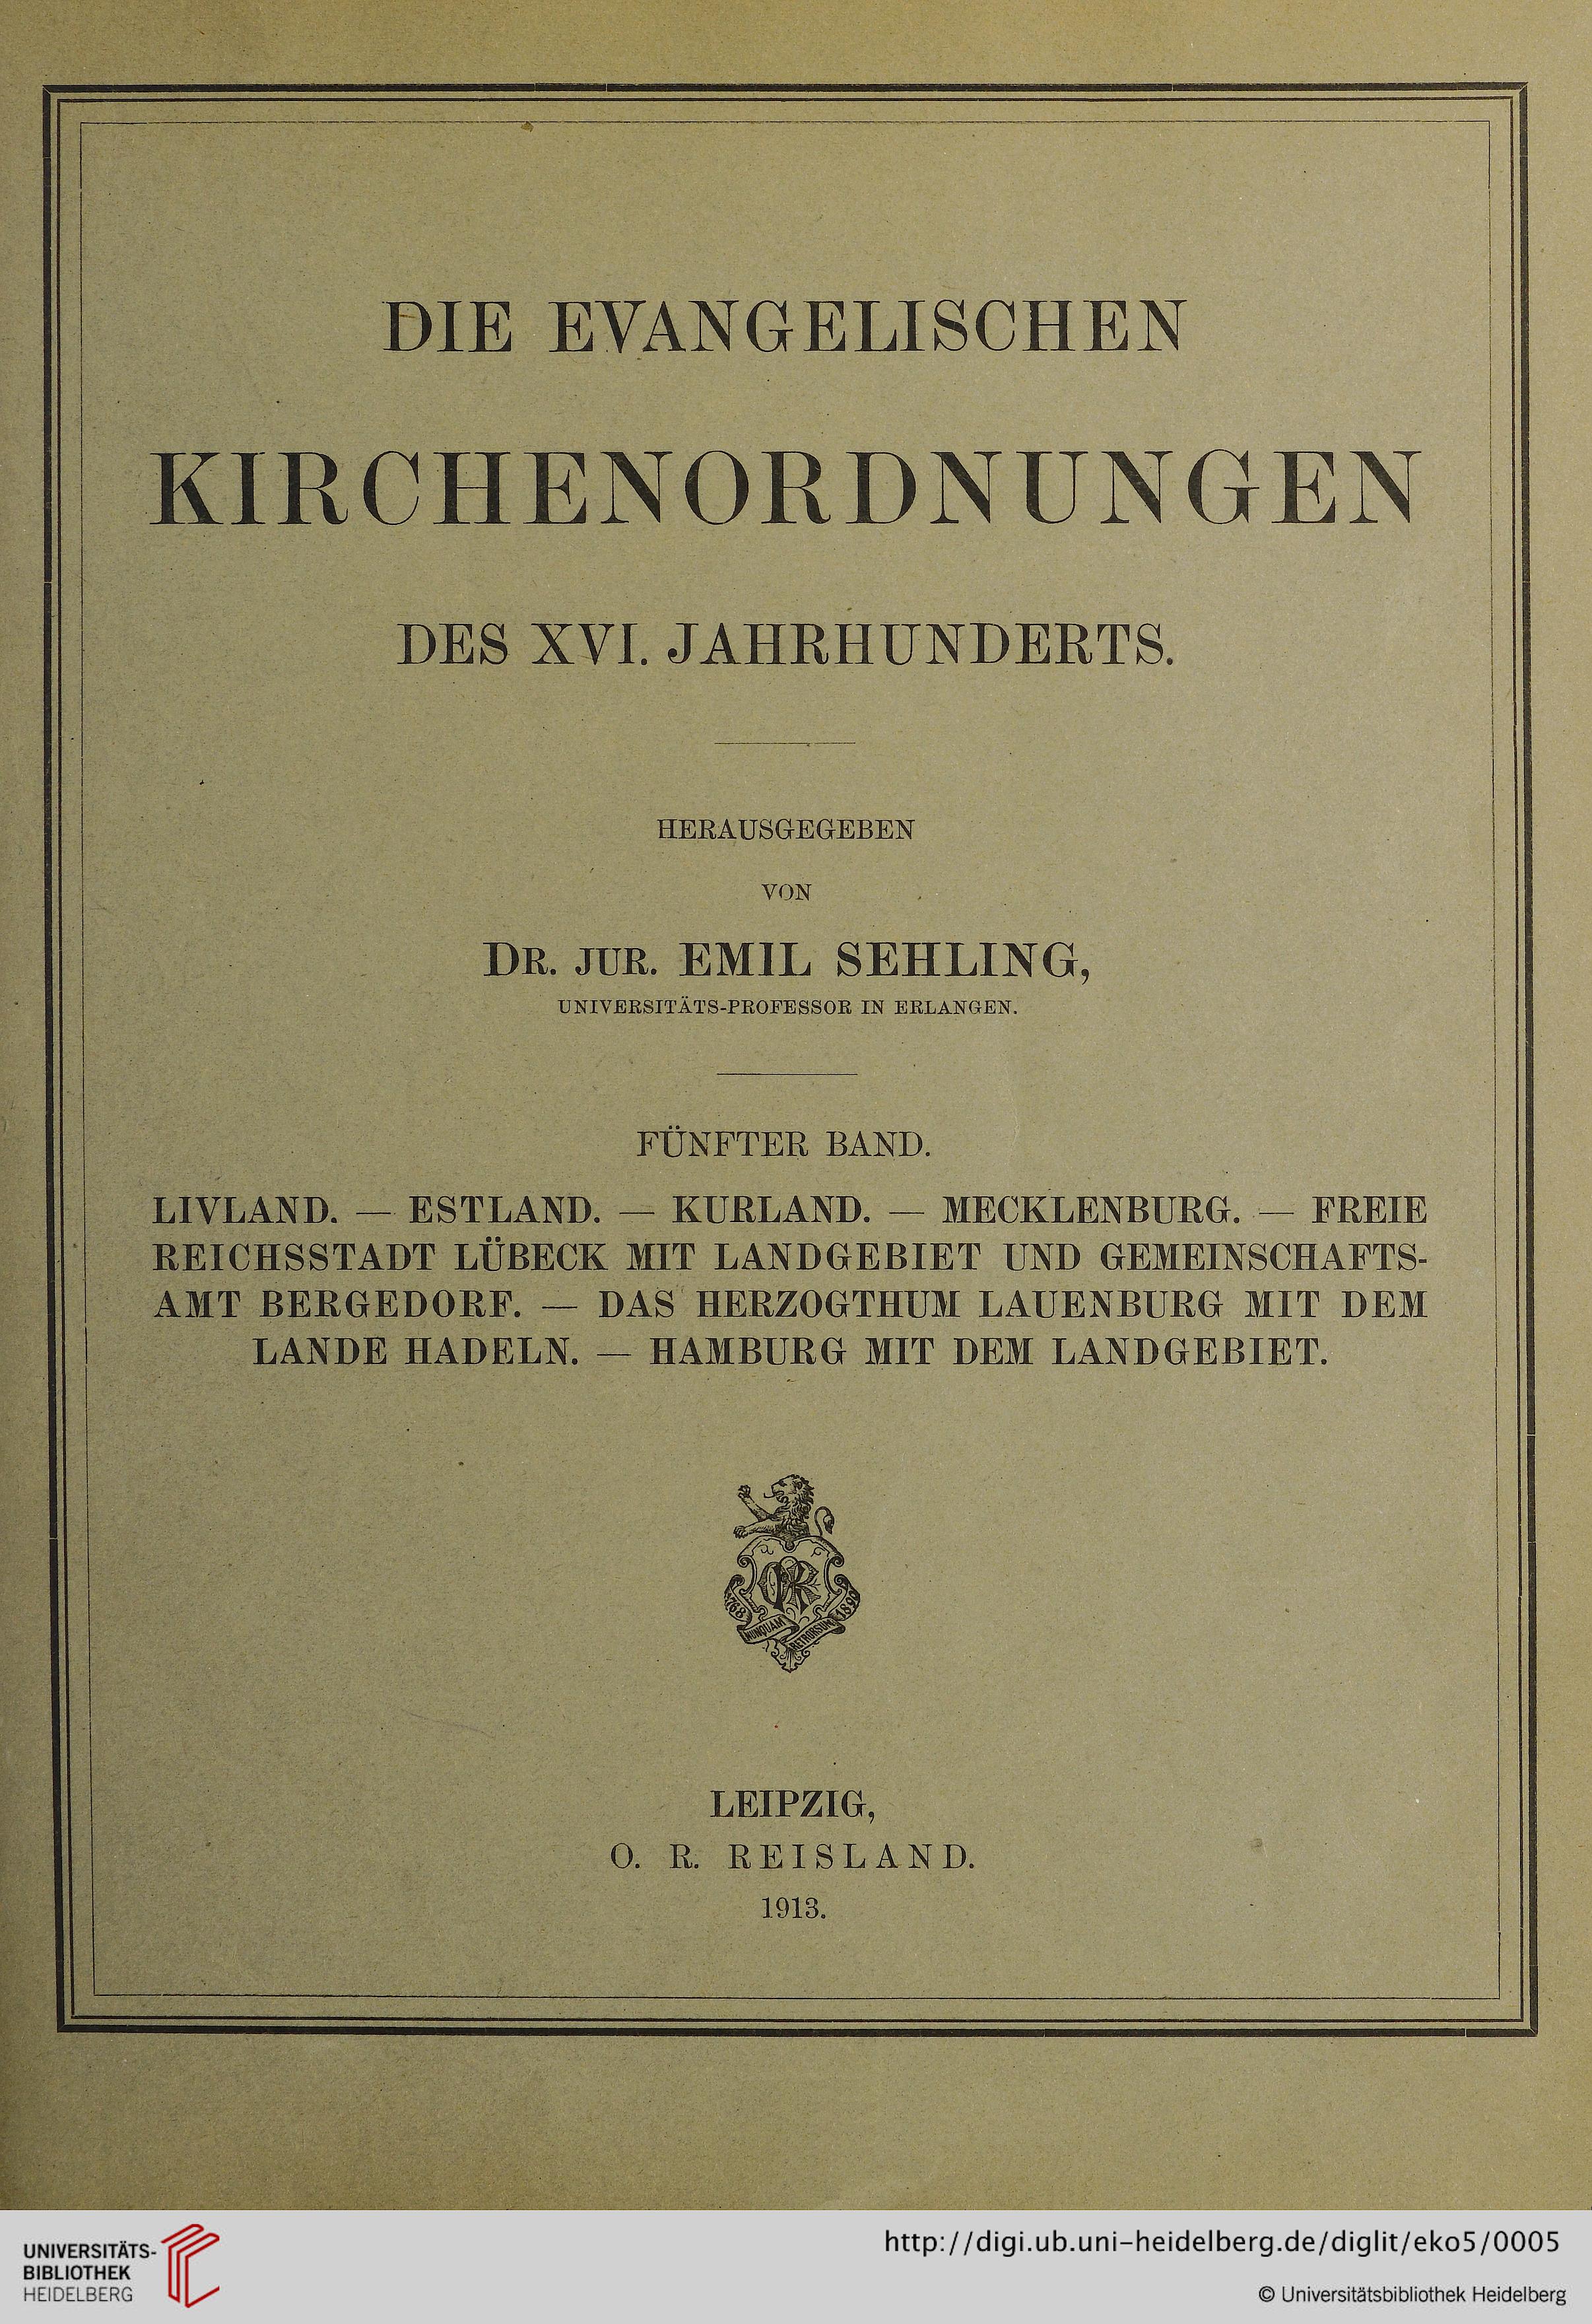 DIE EVANGELISCHEN
KIRCHENORDNUNGEN
DES XVI. JAHRHUNDERTS.
HERAUSGEGEBEN
VON
DR. JUR. EMIL SEHLING,
UNIVERSITÄTS-PROFESSOR IN ERLANGEN.
FÜNFTER BAND.
LIVLAND. — ESTLAND. — KURLAND. — MECKLENBURG. — FREIE
REICHSSTADT LÜBECK MIT LANDGEBIET UND GEMEINSCHAFTS-
AMT BERGEDORF. — DAS HERZOGTHUM LAUENBURG MIT DEM
LANDE HADELN. — HAMBURG MIT DEM LANDGEBIET.
NUNQUAM RETRORSUM
LEIPZIG,
O. R. REISLAND.
1913.
UNIVERSITÄTS-
BIBLIOTHEK
HEIDELBERG
http://digi.ub.uni-heidelberg.de/diglit/eko5/0005
© Universitätsbibliothek Heidelberg